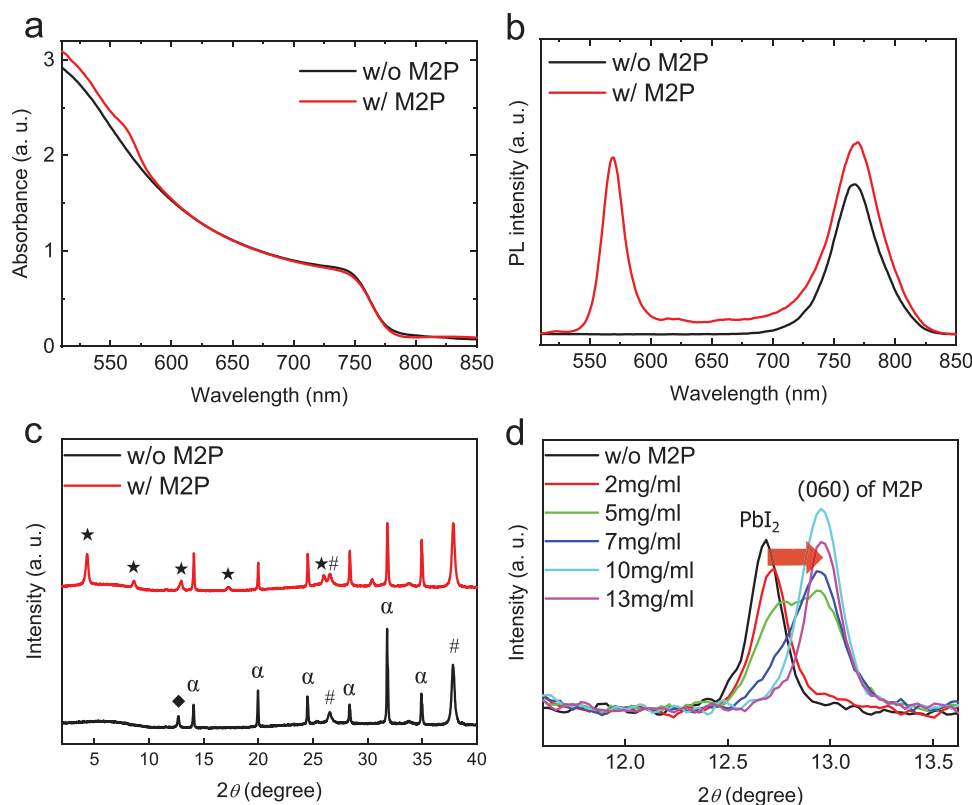 a
w/o M2P
w/ M2P
Absorbance (a. u.)
3
2
1
0
550 600 650 700 750 800 850
Wavelength (nm)
b
w/o M2P
w/ M2P
PL intensity (a. u.)
550 600 650 700 750 800 850
Wavelength (nm)
c
w/o M2P
w/ M2P
Intensity (a. u.)
★ ★ ★ ★ ★ #
◆ α α α # α α α #
5 10 15 20 25 30 35 40
2θ (degree)
d
w/o M2P
2mg/ml
5mg/ml
7mg/ml
10mg/ml
13mg/ml
PbI₂
(060) of M2P
Intensity (a. u.)
12.0 12.5 13.0 13.5
2θ (degree)